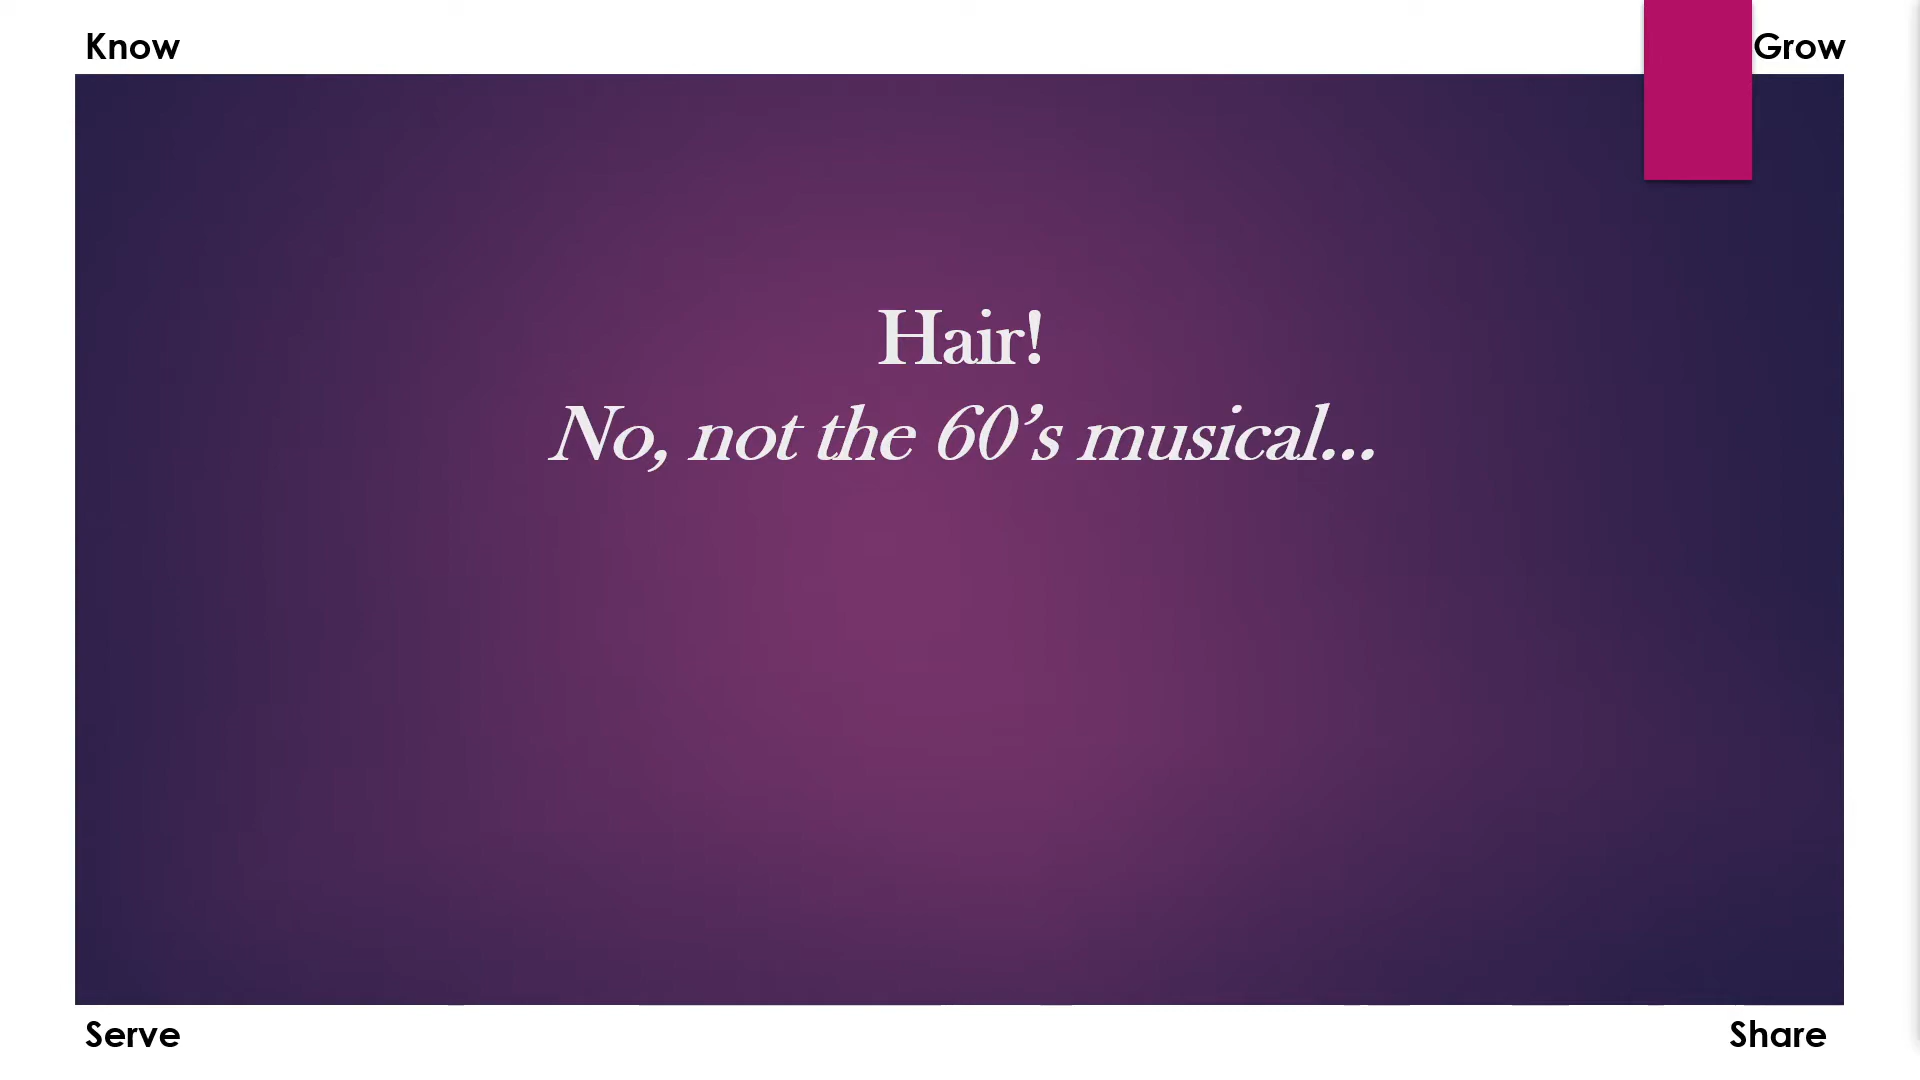 Know
Grow
Hair!
No, not the 60’s musical...
Serve
Share